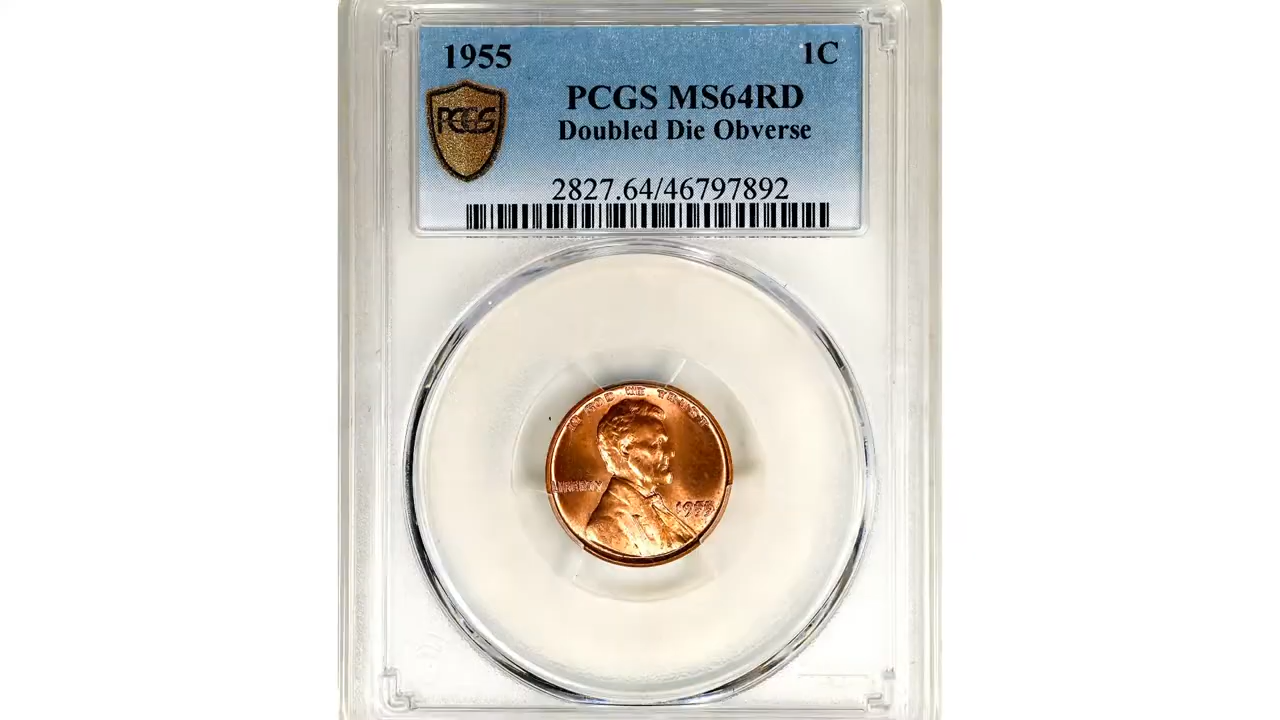 1955 1C
PCGS
PCGS MS64RD
Doubled Die Obverse
2827.64/46797892
IN GOD WE TRUST
LIBERTY
1955